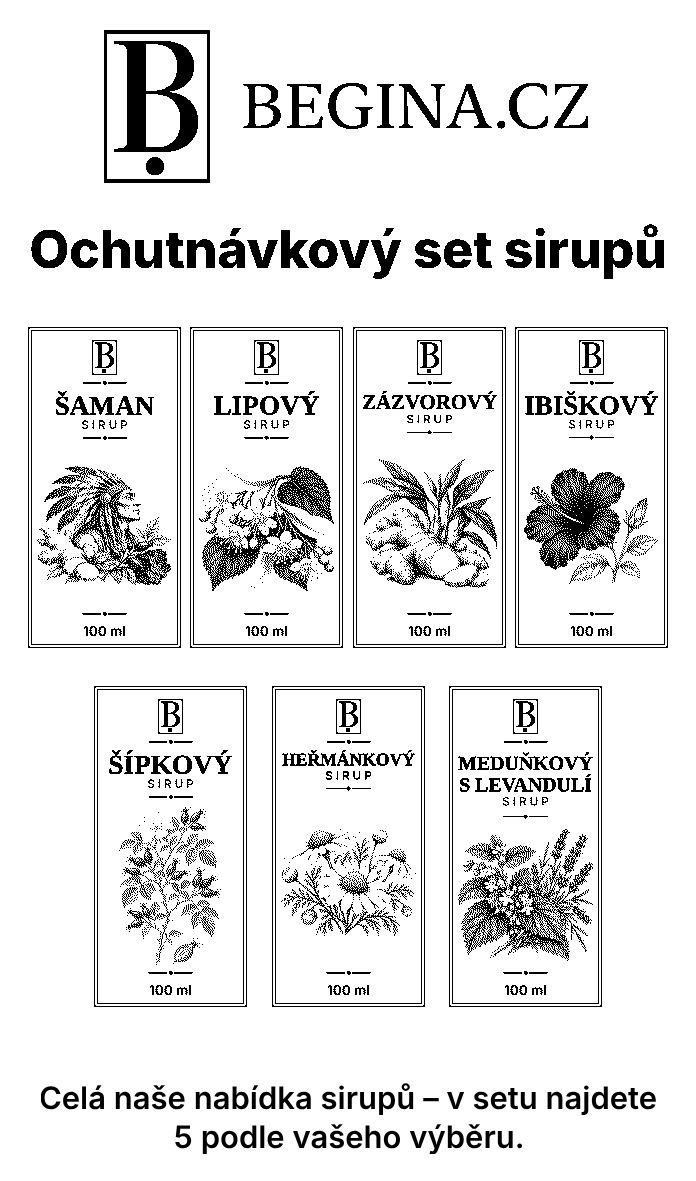 B
BEGINA.CZ
Ochutnávkový set sirupů
B
ŠAMAN
SIRUP
100 ml
B
LIPOVÝ
SIRUP
100 ml
B
ZÁZVOROVÝ
SIRUP
100 ml
B
IBIŠKOVÝ
SIRUP
100 ml
B
ŠÍPKOVÝ
SIRUP
100 ml
B
HEŘMÁNKOVÝ
SIRUP
100 ml
B
MEDUŇKOVÝ
S LEVANDULÍ
SIRUP
100 ml
Celá naše nabídka sirupů – v setu najdete
5 podle vašeho výběru.